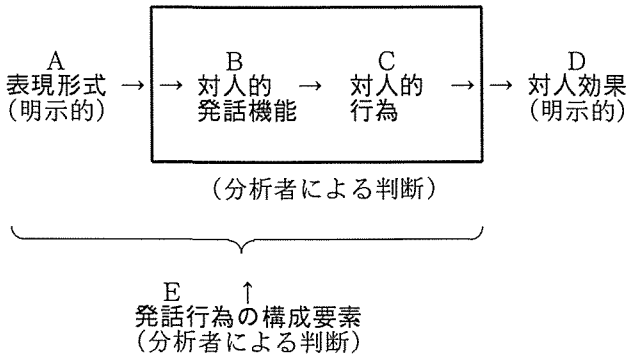 A B C D
表現形式 → → 対人的 → 対人的 → → 対人効果
(明示的) 発話機能 行為 (明示的)
(分析者による判断)
E ↑
発話行為の構成要素
(分析者による判断)